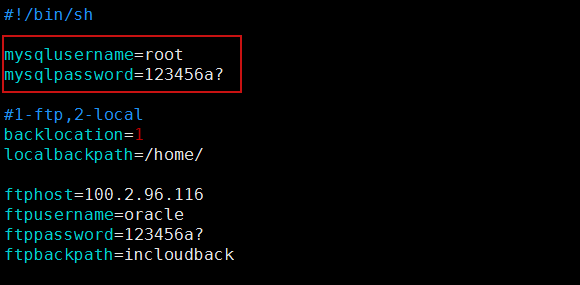 #!/bin/sh
mysqlusername=root
mysqlpassword=123456a?
#1-ftp,2-local
backlocation=1
localbackpath=/home/
ftphost=100.2.96.116
ftpusername=oracle
ftppassword=123456a?
ftpbackpath=incloudback